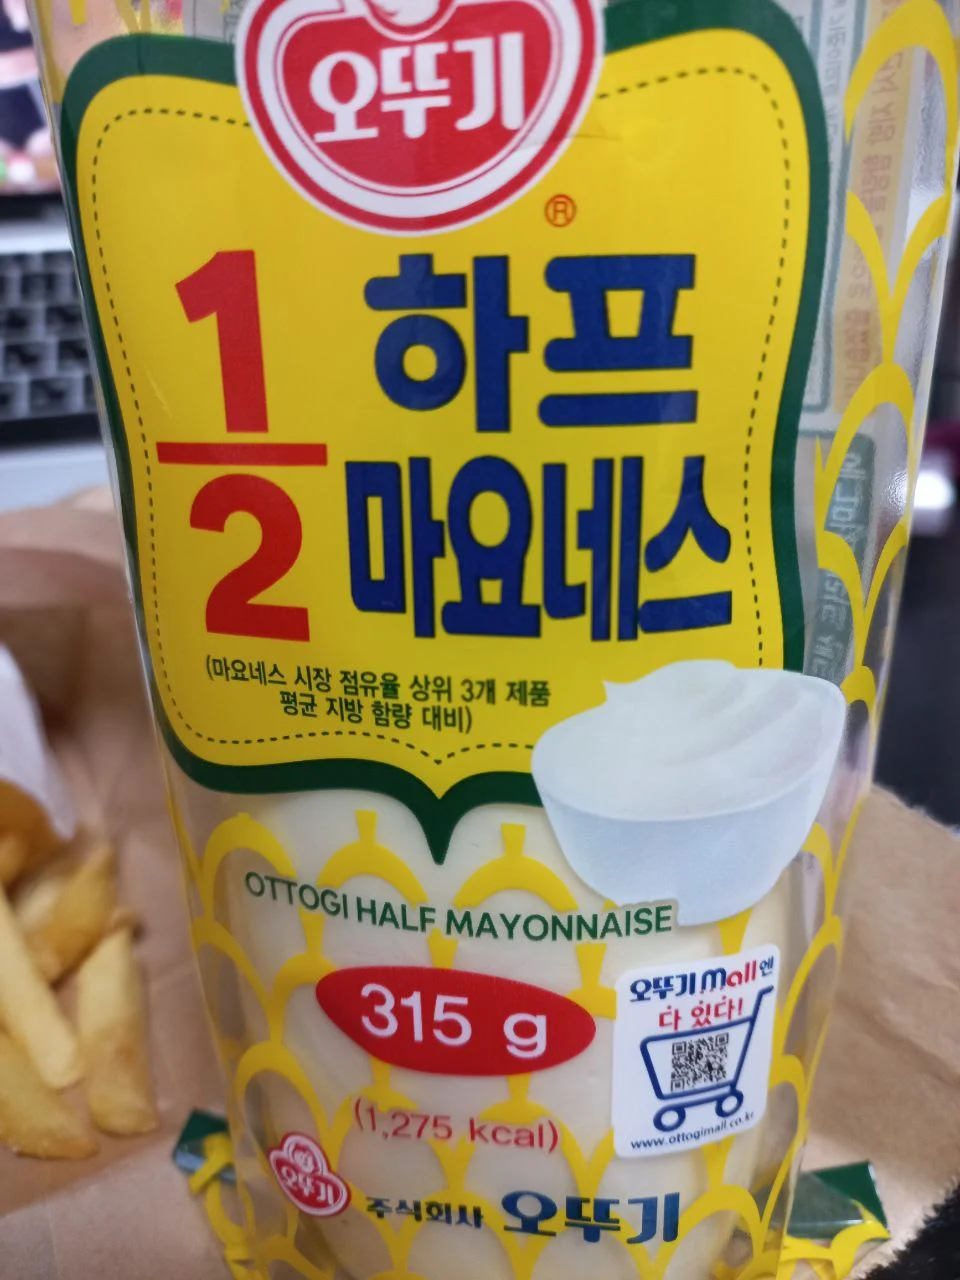 오뚜기
®
1/2 하프
마요네스
(마요네스 시장 점유율 상위 3개 제품
평균 지방 함량 대비)
OTTOGI HALF MAYONNAISE
315 g
(1,275 kcal)
오뚜기 mall엔
다 있다!
www.ottogimall.co.kr
오뚜기
주식회사 오뚜기